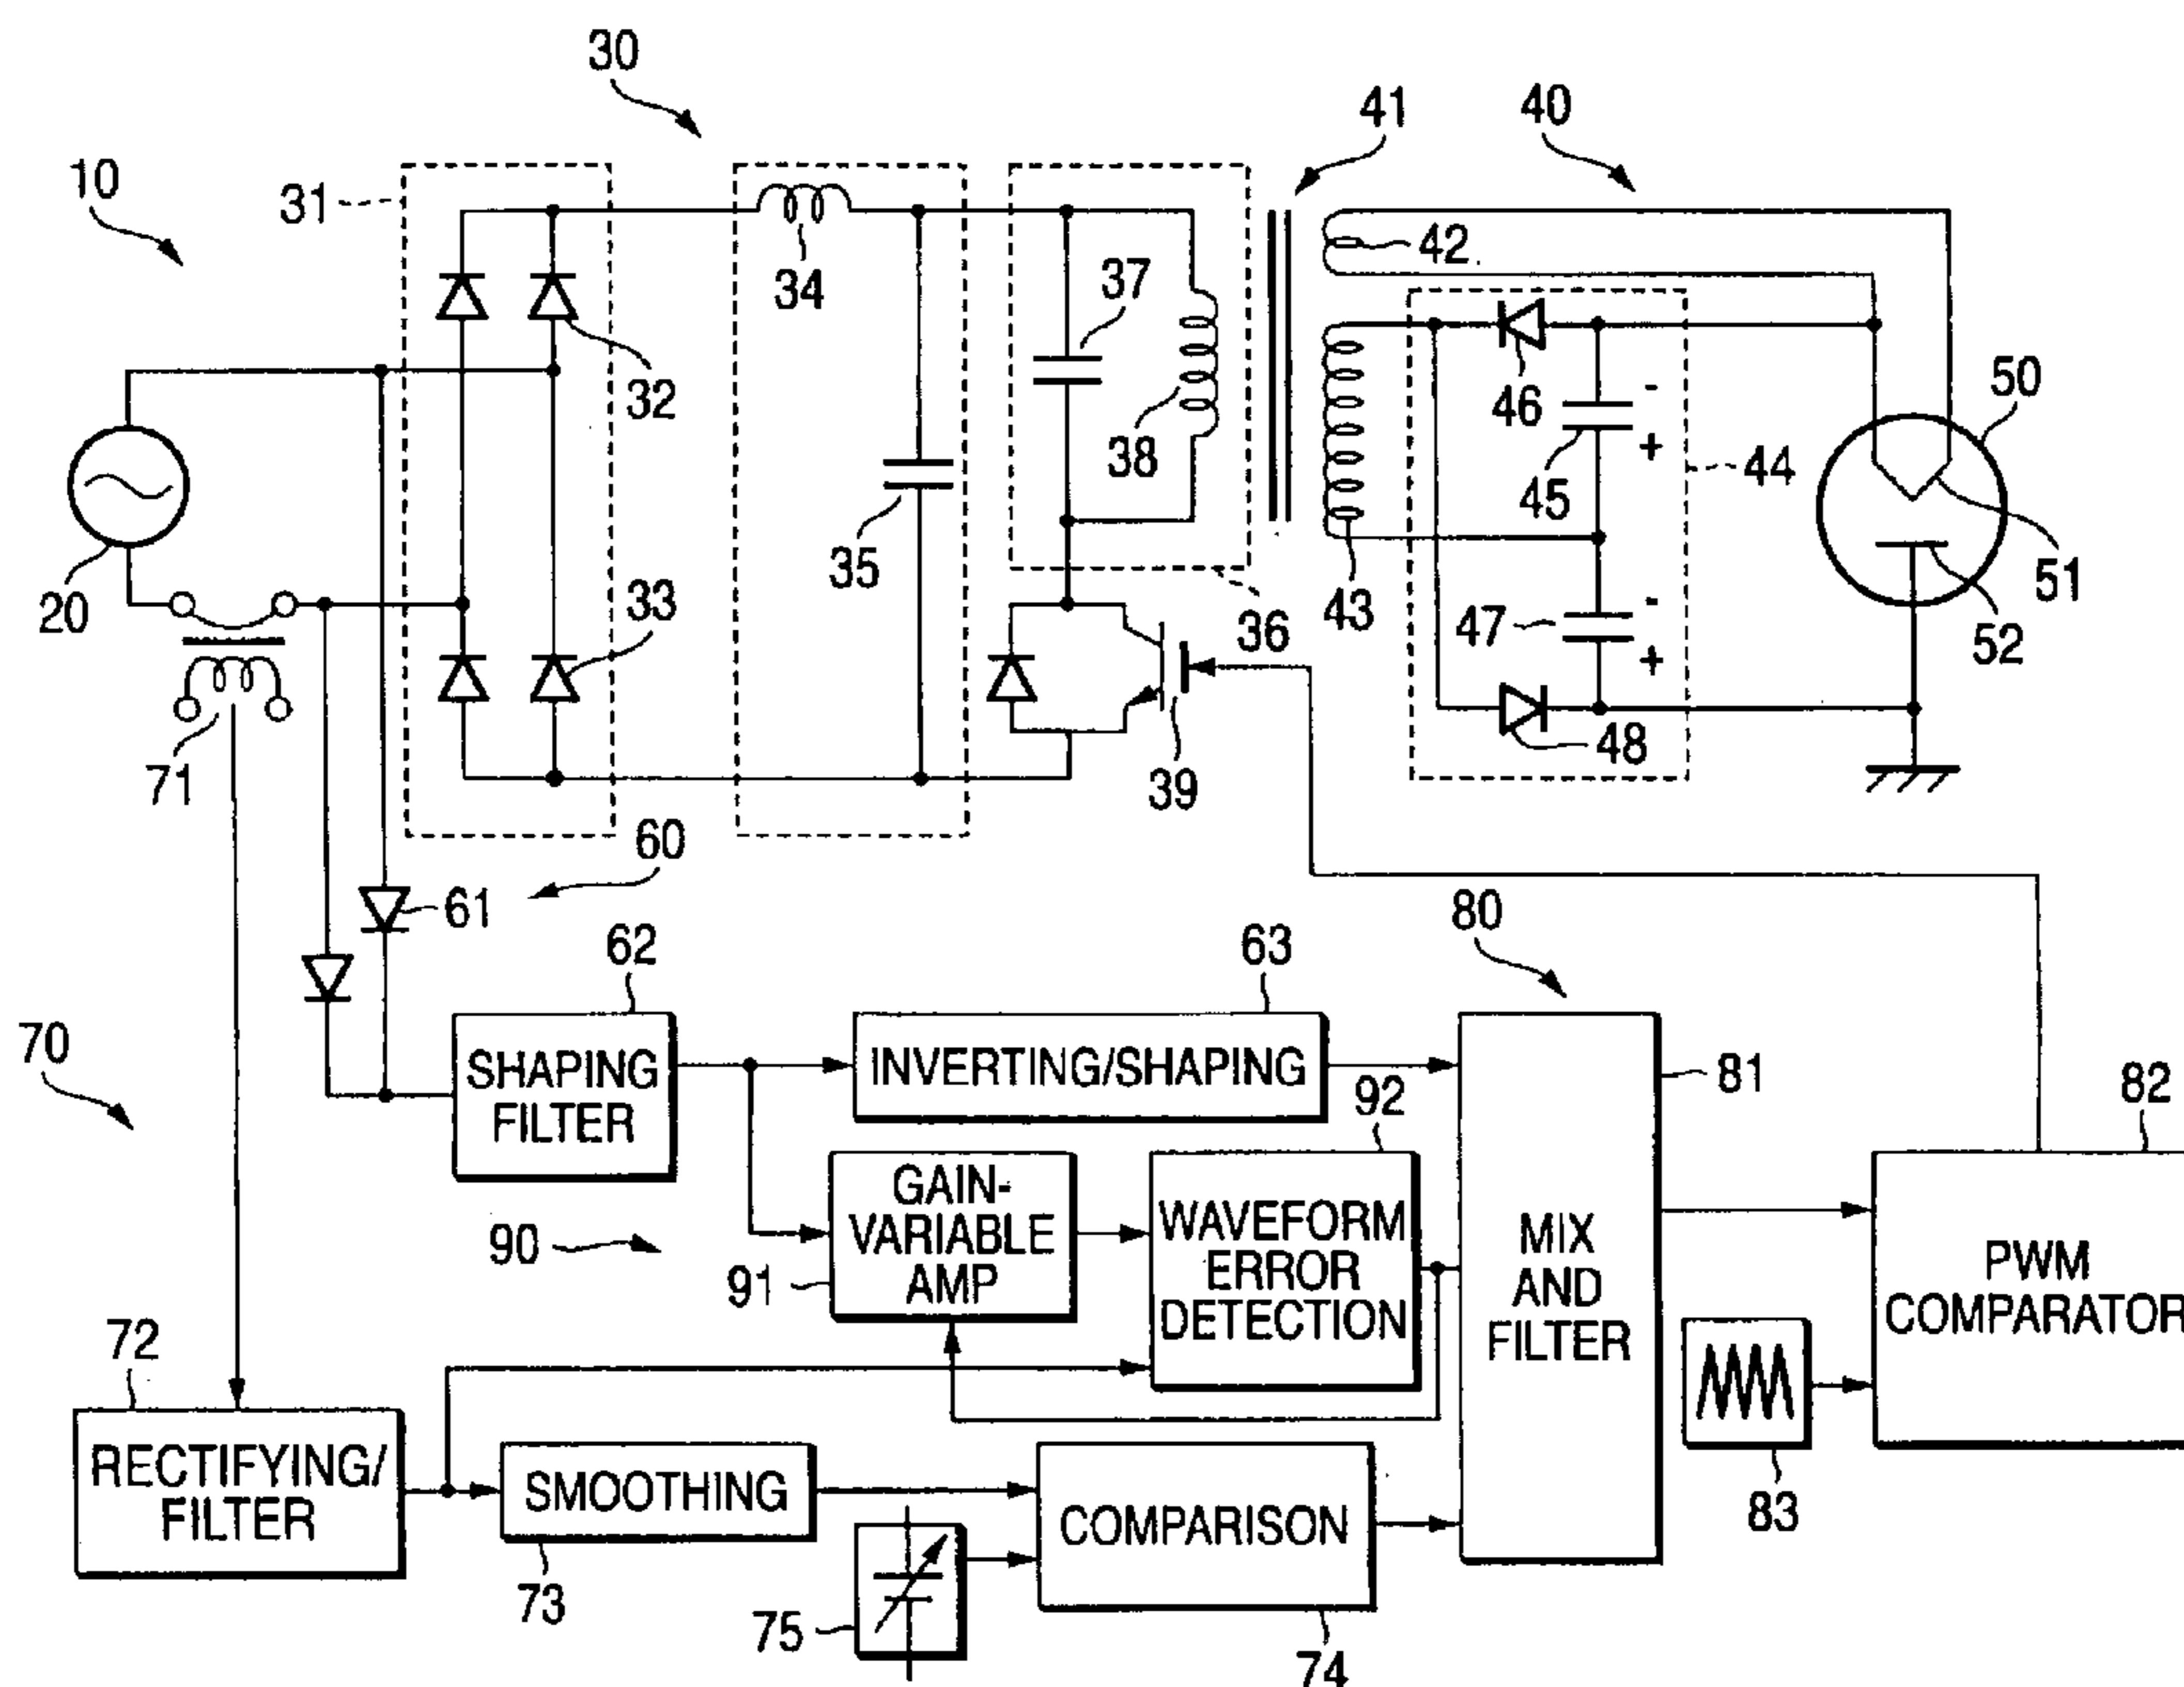 30
41
40
10
31
34
37
42
32
46
50
38
44
45
35
33
51
20
43
47
36
52
71
48
39
60
61
80
62
63
70
SHAPING
FILTER
INVERTING/SHAPING
81
92
82
GAIN-
VARIABLE
AMP
WAVEFORM
ERROR
DETECTION
90
91
MIX
AND
FILTER
PWM
COMPARATOR
72
RECTIFYING/
FILTER
SMOOTHING
COMPARISON
83
73
75
74
-
+
-
+